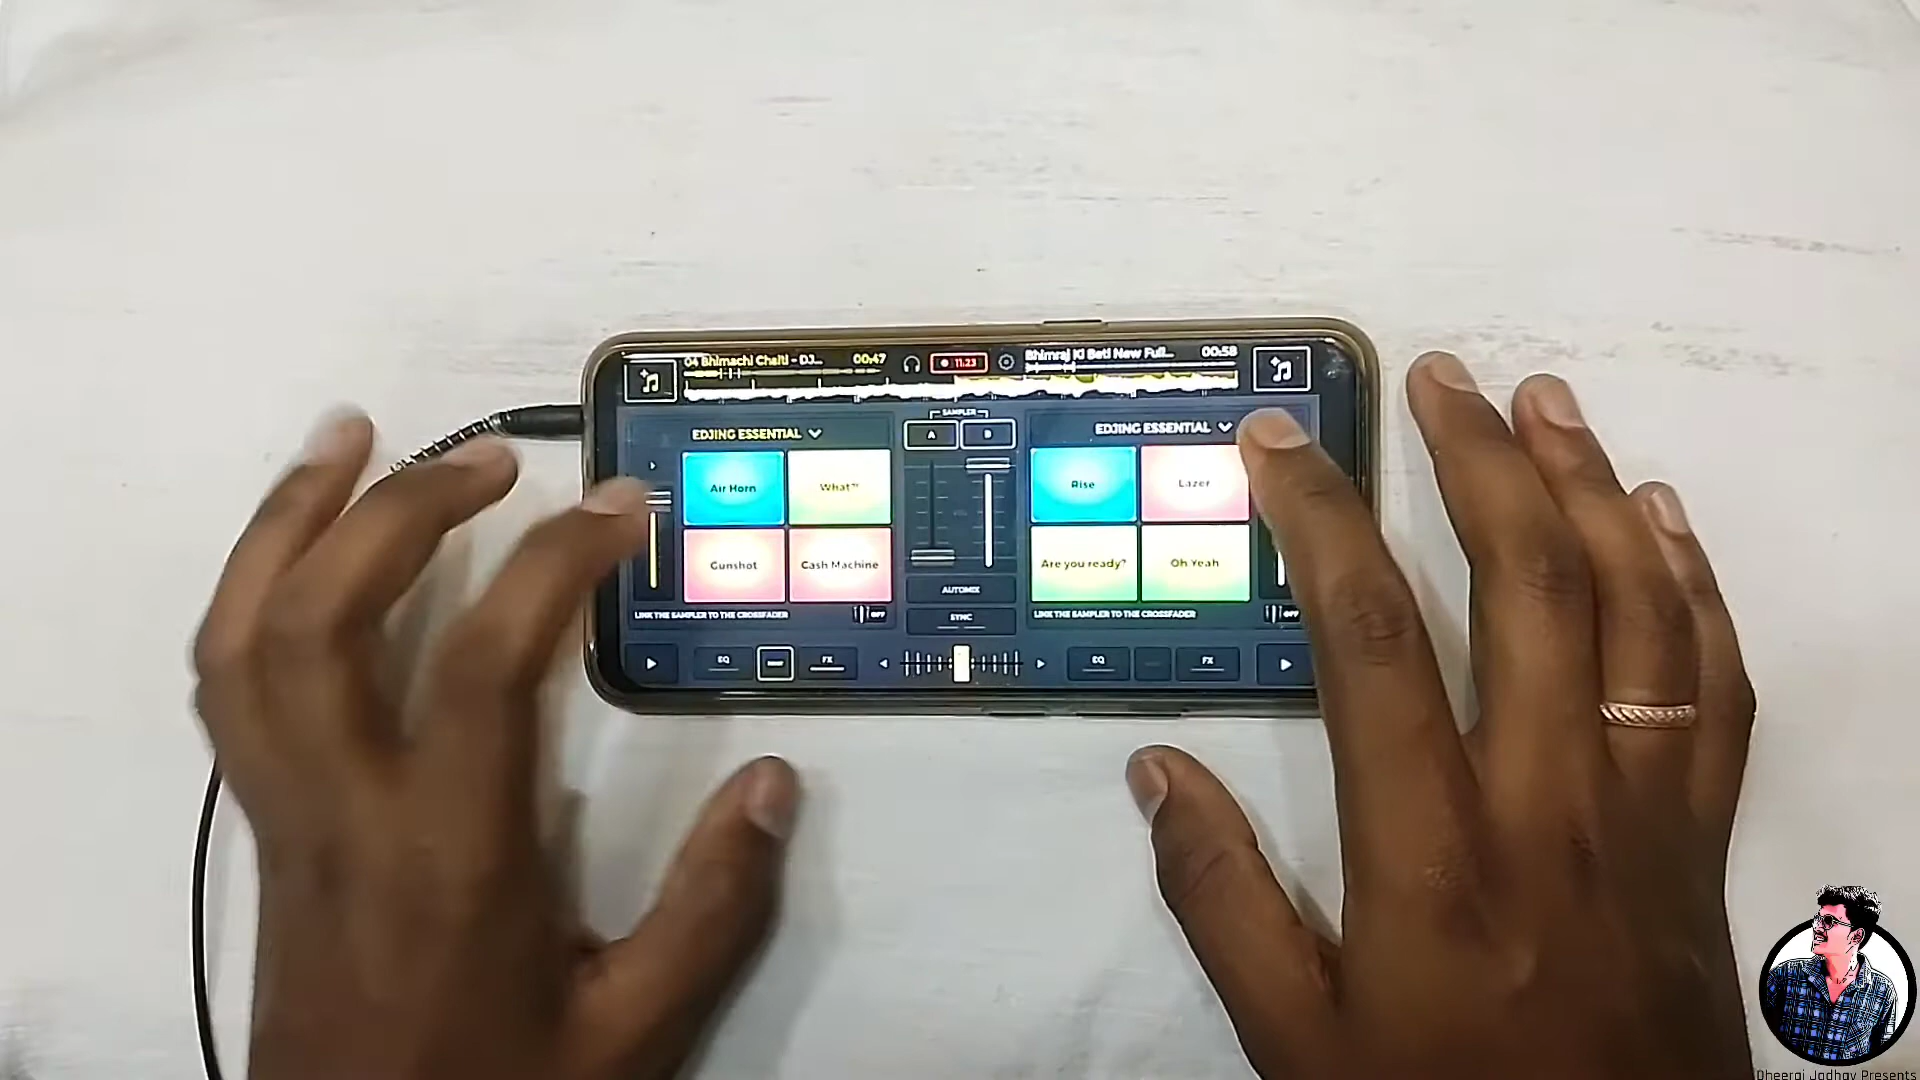 04 Bhimachi Chaiti - DJ... 00:47
11:23
Bhimraj Ki Beti New Full... 00:58
SAMPLER
A B
EDJING ESSENTIAL
EDJING ESSENTIAL
Air Horn What?!
Rise Lazer
Gunshot Cash Machine
Are you ready? Oh Yeah
AUTOMIX
LINK THE SAMPLER TO THE CROSSFADER OFF
SYNC
LINK THE SAMPLER TO THE CROSSFADER OFF
EQ FX
EQ FX
Dheeraj Jadhav Presents